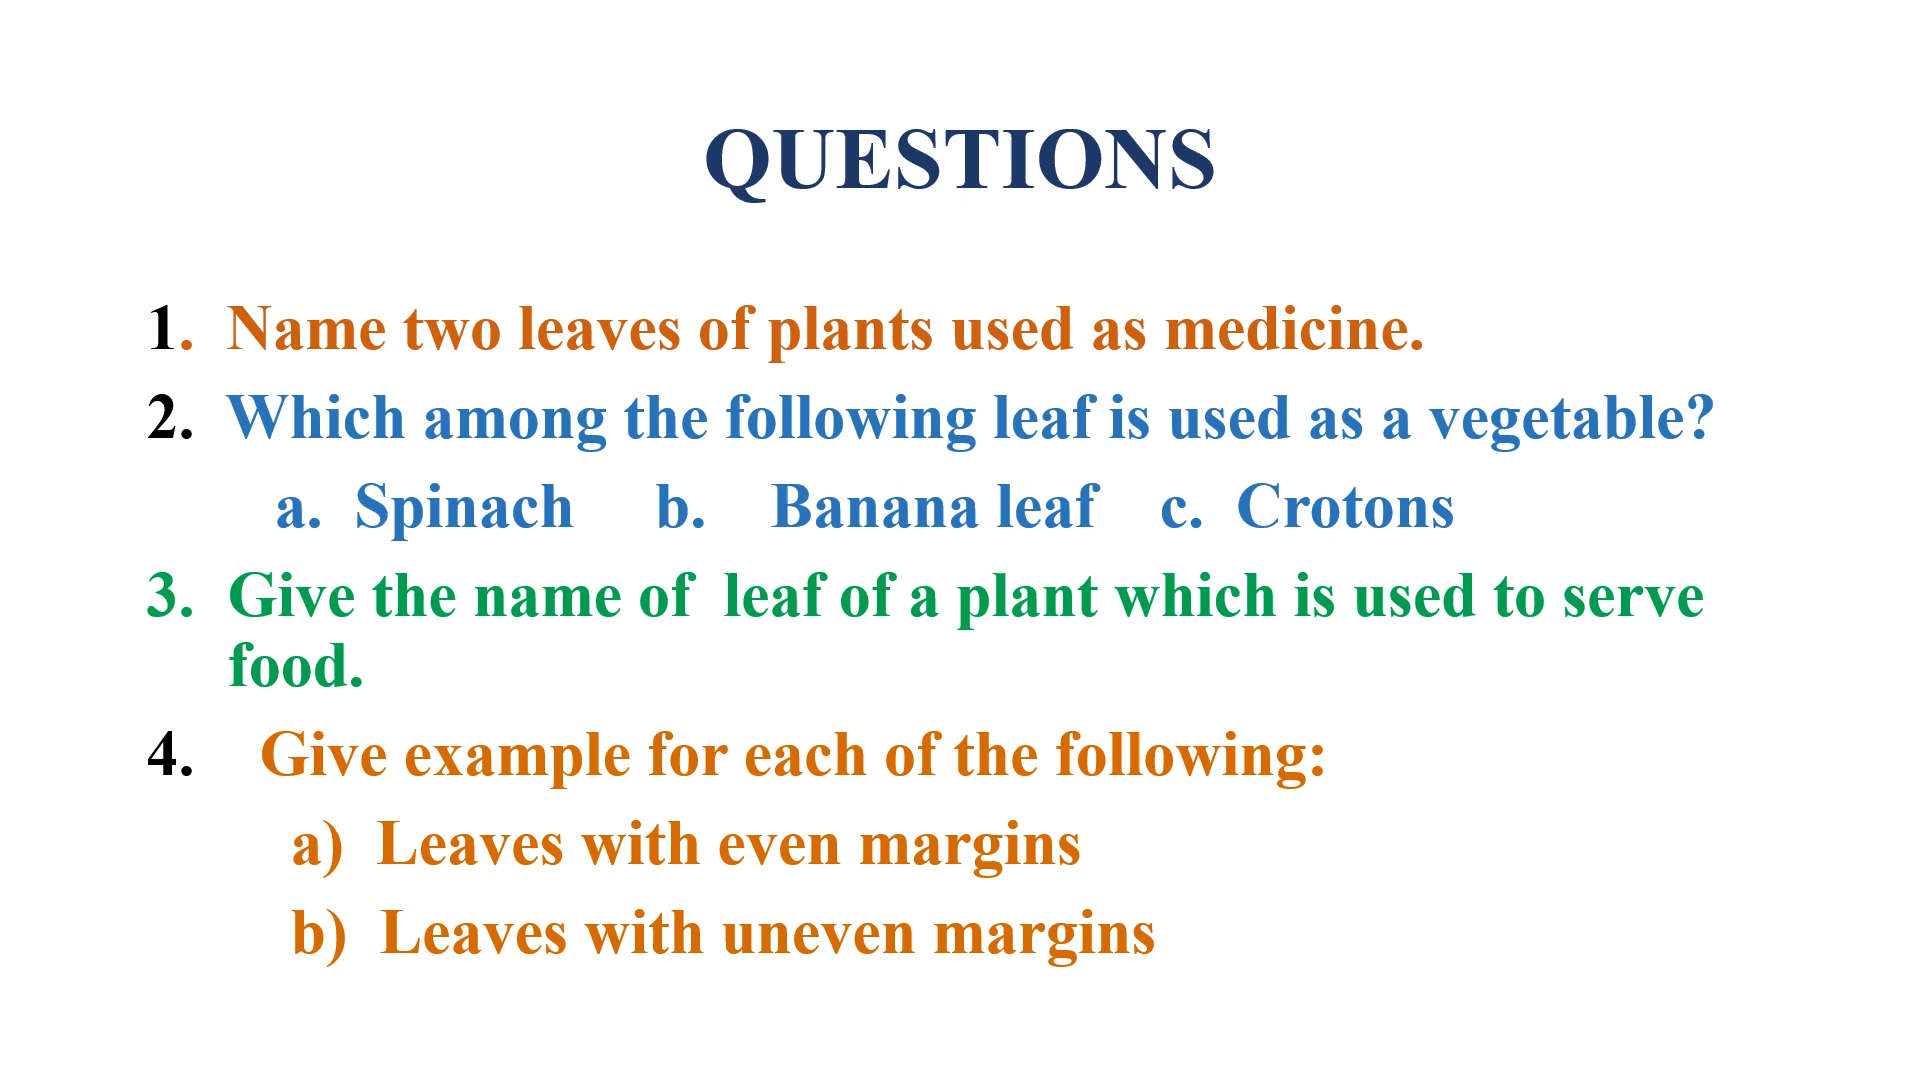 QUESTIONS
1. Name two leaves of plants used as medicine.
2. Which among the following leaf is used as a vegetable?
a. Spinach b. Banana leaf c. Crotons
3. Give the name of leaf of a plant which is used to serve
food.
4. Give example for each of the following:
a) Leaves with even margins
b) Leaves with uneven margins